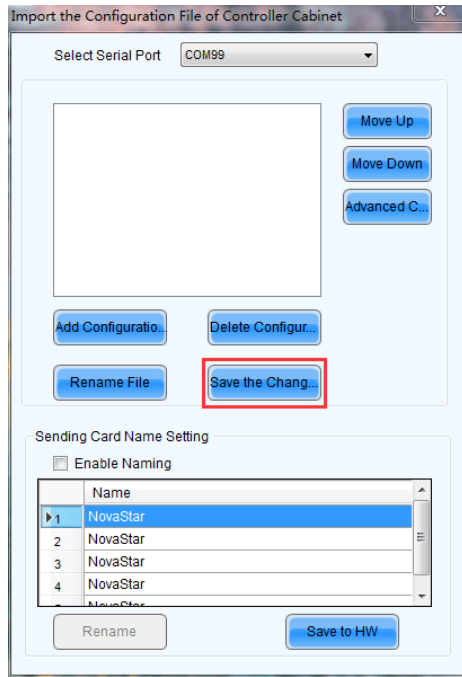 Import the Configuration File of Controller Cabinet
x
Select Serial Port COM99
Move Up
Move Down
Advanced C...
Add Configuratio...
Delete Configur...
Rename File
Save the Chang...
Sending Card Name Setting
Enable Naming
Name
1 NovaStar
2 NovaStar
3 NovaStar
4 NovaStar
NovaStar
Rename
Save to HW